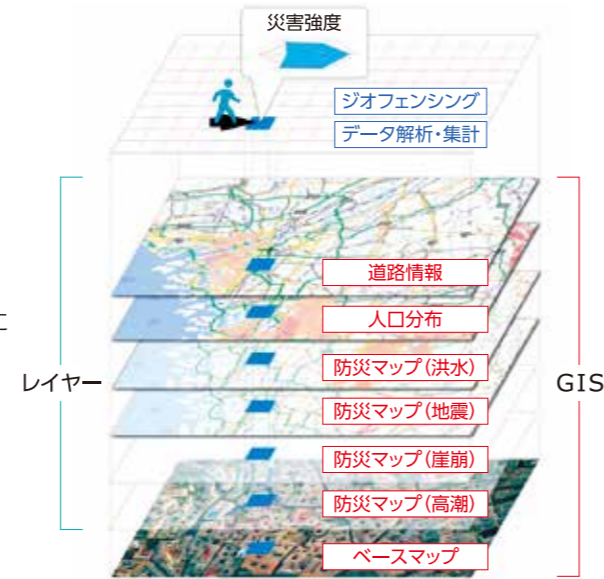 災害強度
ジオフェンシング
データ解析・集計
道路情報
人口分布
防災マップ(洪水)
レイヤー
GIS
防災マップ(地震)
防災マップ(崖崩)
防災マップ(高潮)
ベースマップ